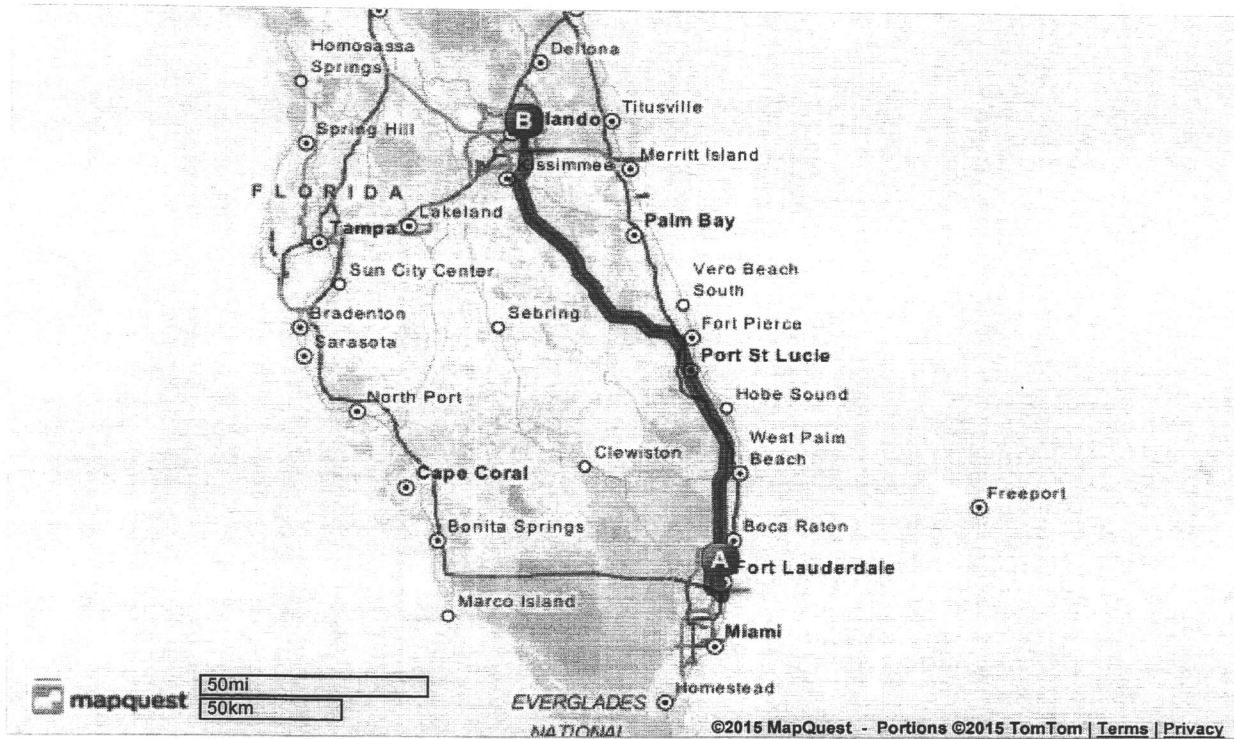 Homosassa
Springs
Deltona
B
lando
Titusville
Spring Hill
issimmee
Merritt Island
FLORIDA
Lakeland
Tampa
Palm Bay
Sun City Center
Vero Beach
South
Bradenton
Sebring
Fort Pierce
Sarasota
Port St Lucie
North Port
Hobe Sound
West Palm
Beach
Clewiston
Cape Coral
Freeport
Bonita Springs
Boca Raton
A
Fort Lauderdale
Marco Island
Miami
mapquest
50mi
50km
Homestead
EVERGLADES
NATIONAL
©2015 MapQuest - Portions ©2015 TomTom | Terms | Privacy